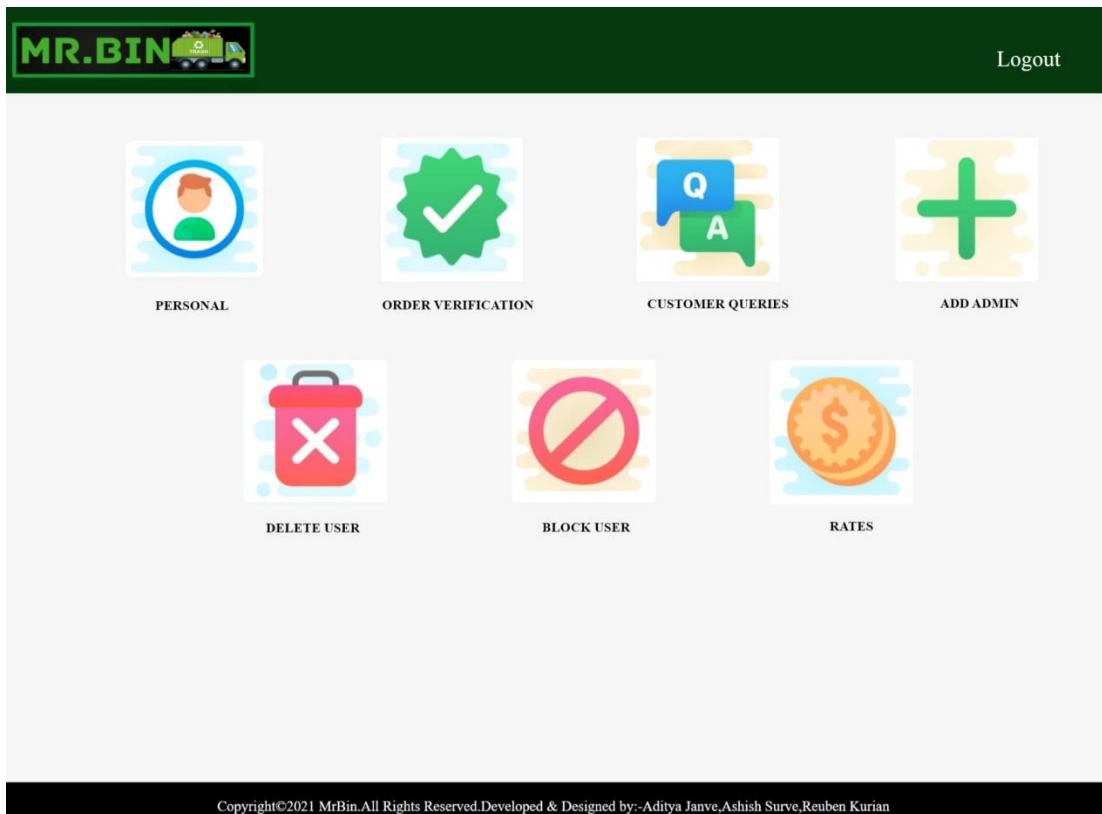 MR.BIN TRASH
Logout
Q
A
PERSONAL ORDER VERIFICATION CUSTOMER QUERIES ADD ADMIN
$
DELETE USER BLOCK USER RATES
Copyright©2021 MrBin.All Rights Reserved.Developed & Designed by:-Aditya Janve,Ashish Surve,Reuben Kurian